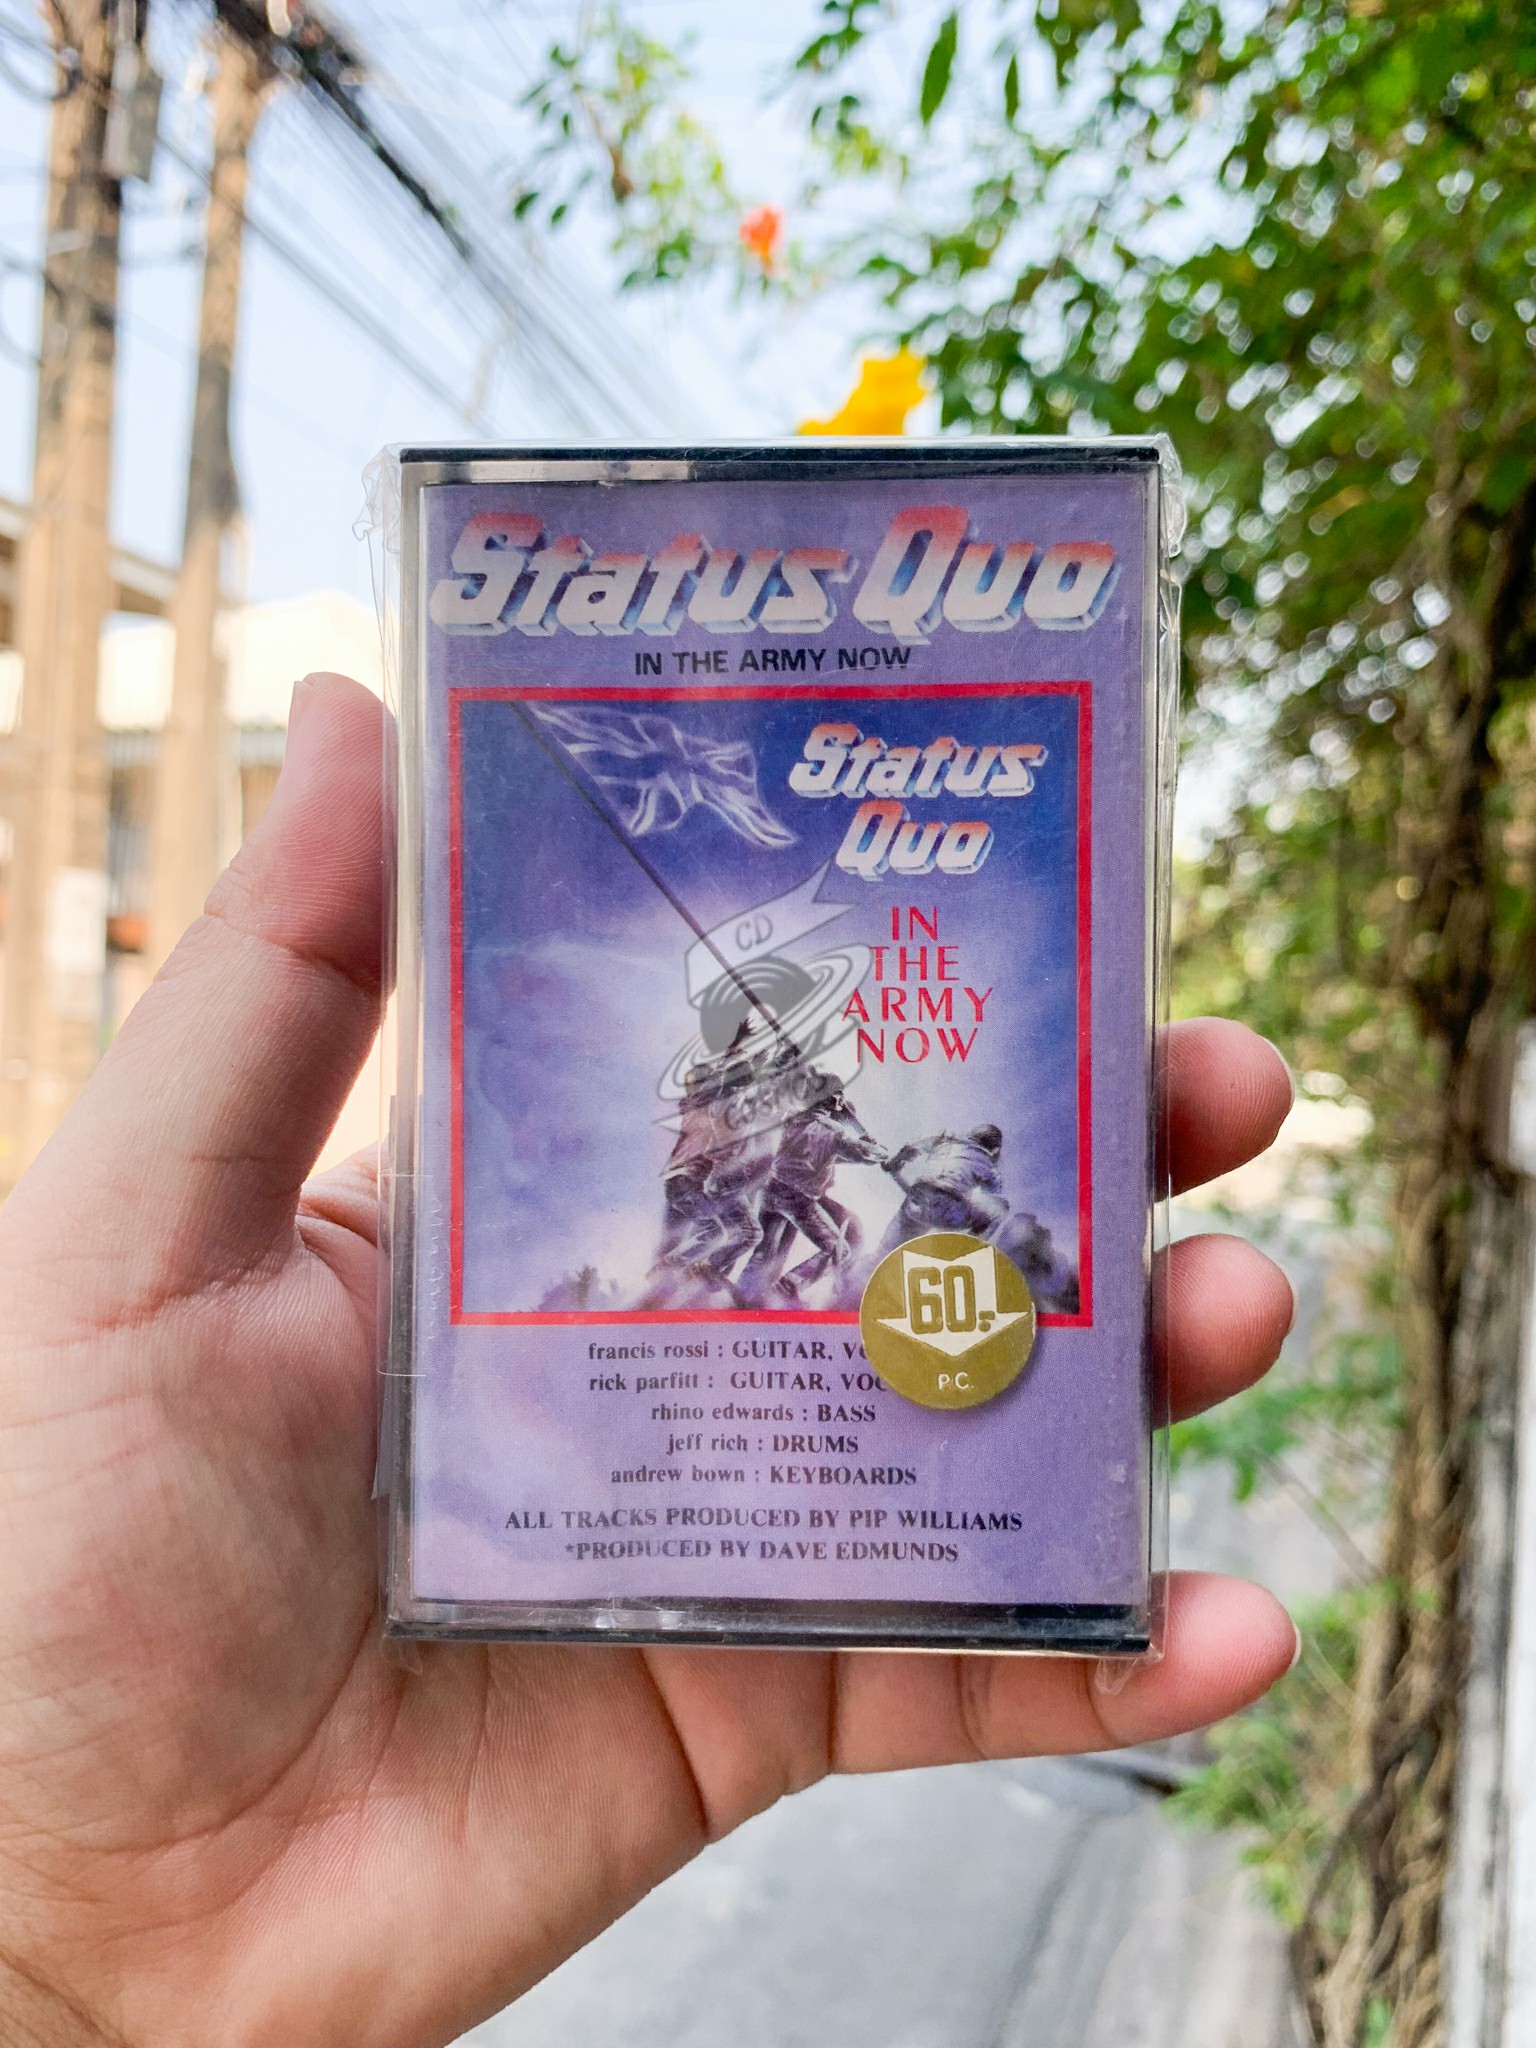 Status Quo
IN THE ARMY NOW
Status
Quo
IN
THE
ARMY
NOW
CD
COSMOS
60.-
P.C.
francis rossi : GUITAR,
rick parfitt : GUITAR,
rhino edwards : BASS
jeff rich : DRUMS
andrew bown : KEYBOARDS
ALL TRACKS PRODUCED BY PIP WILLIAMS
*PRODUCED BY DAVE EDMUNDS